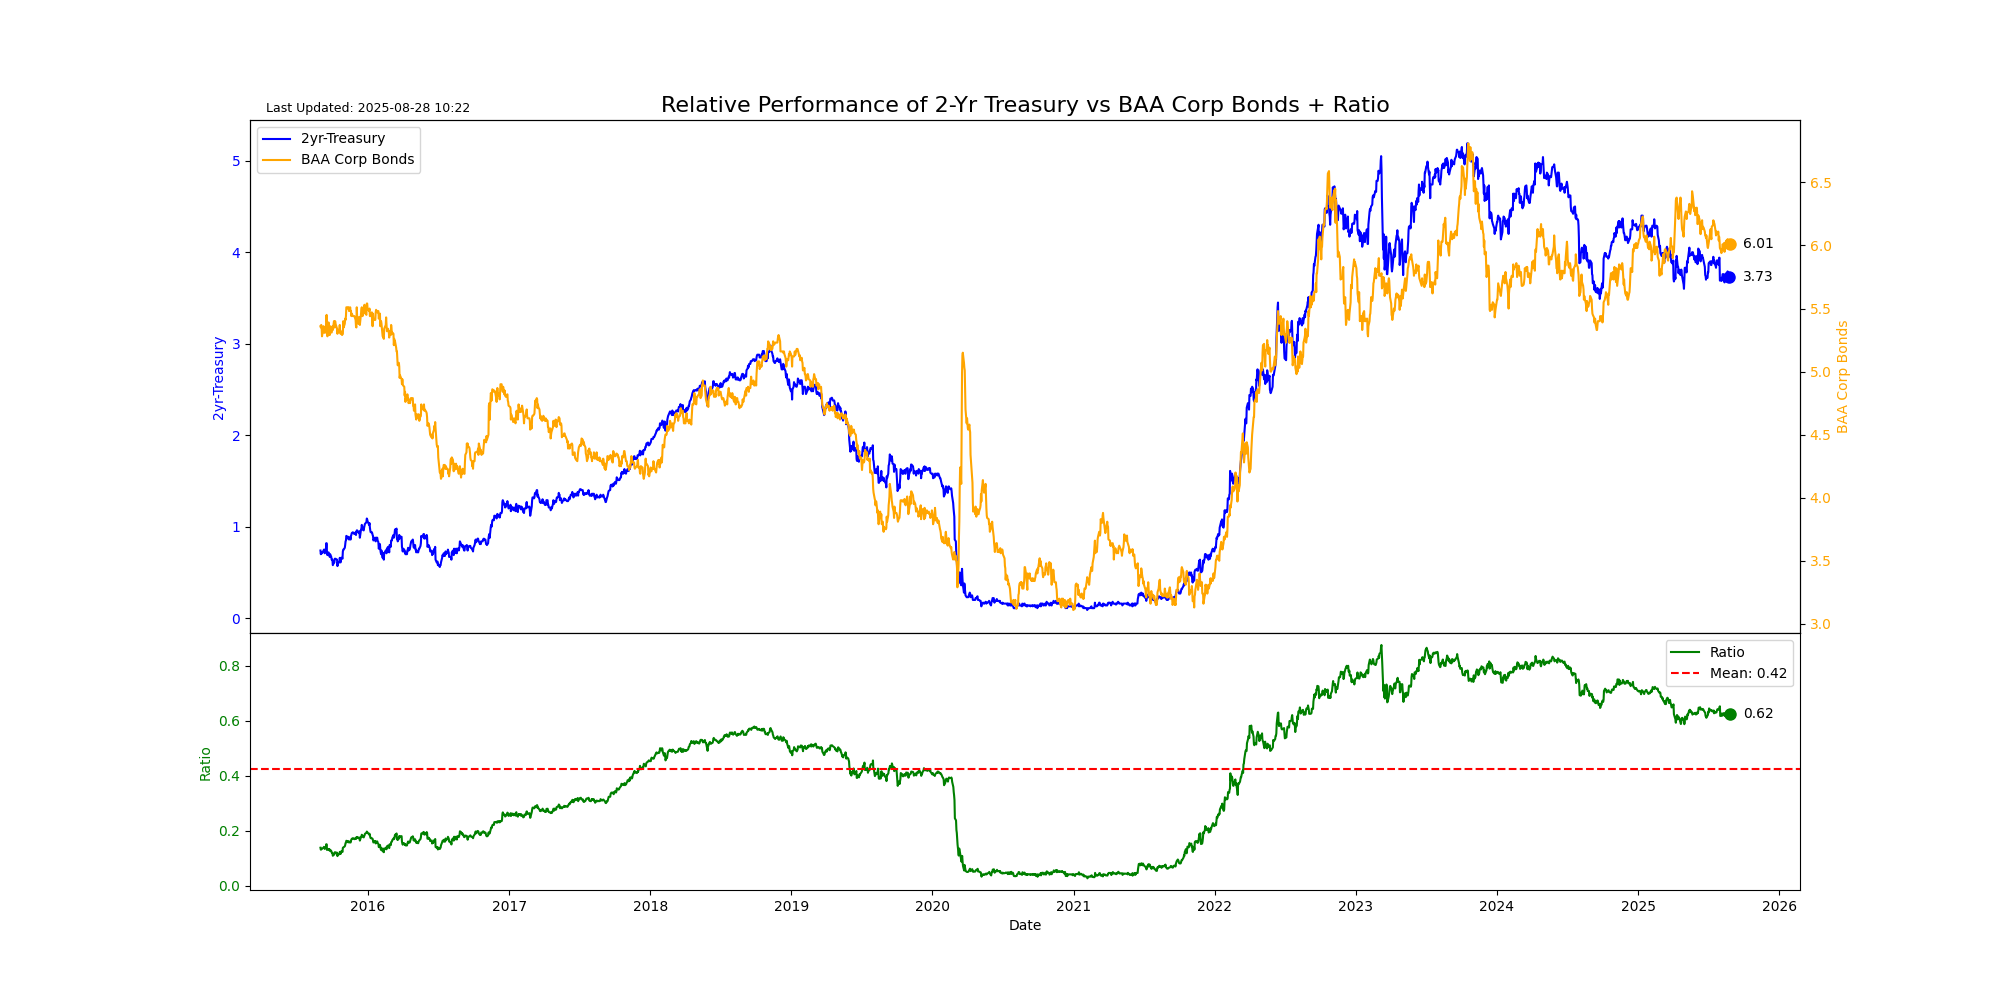 Last Updated: 2025-08-28 10:22
Relative Performance of 2-Yr Treasury vs BAA Corp Bonds + Ratio
2yr-Treasury
BAA Corp Bonds
5
4
3
2
1
0
2yr-Treasury
6.5
6.0
5.5
5.0
4.5
4.0
3.5
3.0
BAA Corp Bonds
6.01
3.73
Ratio
Mean: 0.42
0.8
0.6
0.4
0.2
0.0
Ratio
0.62
2016 2017 2018 2019 2020 2021 2022 2023 2024 2025 2026
Date